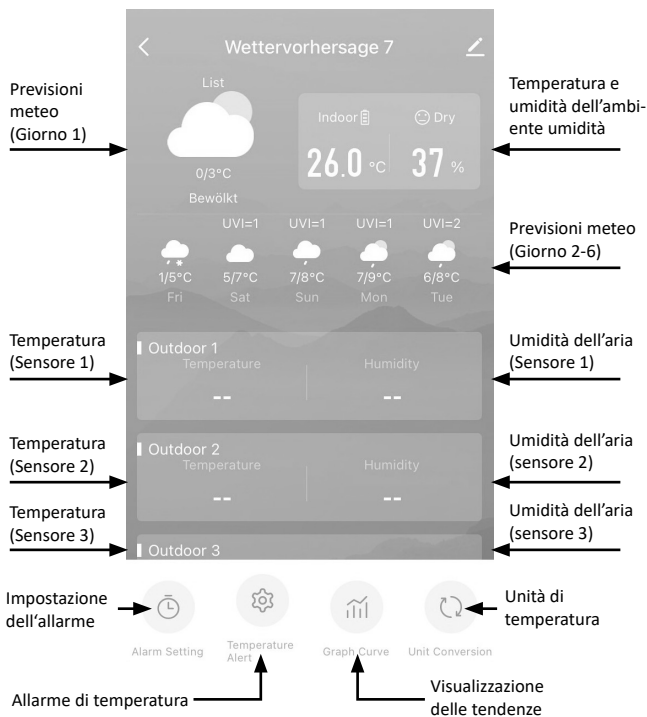 Wettervorhersage 7
Previsioni
meteo
(Giorno 1)
List
0/3°C
Bewölkt
Indoor
Dry
26.0 °C
37 %
Temperatura e
umidità dell'ambi-
ente umidità
UVI=1 UVI=1 UVI=1 UVI=2
1/5°C 5/7°C 7/8°C 7/9°C 6/8°C
Fri Sat Sun Mon Tue
Previsioni meteo
(Giorno 2-6)
Temperatura
(Sensore 1)
Outdoor 1
Temperature Humidity
-- --
Umidità dell'aria
(Sensore 1)
Temperatura
(Sensore 2)
Outdoor 2
Temperature Humidity
-- --
Umidità dell'aria
(sensore 2)
Temperatura
(Sensore 3)
Outdoor 3
Umidità dell'aria
(sensore 3)
Impostazione
dell‘allarme
Alarm Setting
Temperature
Alert
Graph Curve
Unit Conversion
Unità di
temperatura
Allarme di temperatura
Visualizzazione
delle tendenze